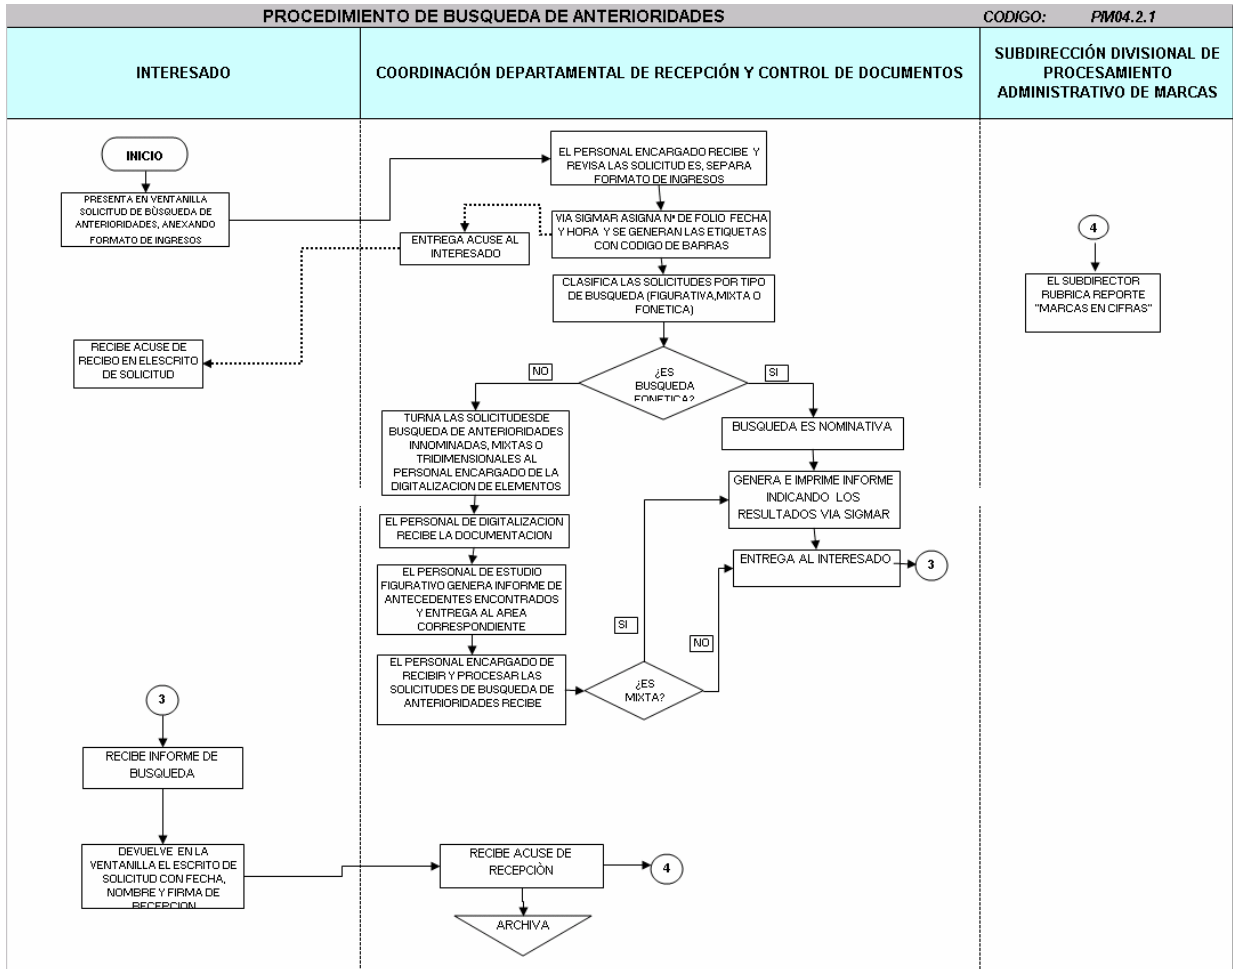 PROCEDIMIENTO DE BUSQUEDA DE ANTERIORIDADES
CODIGO: PM04.2.1
INTERESADO
COORDINACIÓN DEPARTAMENTAL DE RECEPCIÓN Y CONTROL DE DOCUMENTOS
SUBDIRECCIÓN DIVISIONAL DE
PROCESAMIENTO
ADMINISTRATIVO DE MARCAS
INICIO
PRESENTA EN VENTANILLA
SOLICITUD DE BÙSQUEDA DE
ANTERIORIDADES, ANEXANDO
FORMATO DE INGRESOS
EL PERSONAL ENCARGADO RECIBE Y
REVISA LAS SOLICITUD ES, SEPARA
FORMATO DE INGRESOS
VIA SIGMAR ASIGNA Nº DE FOLIO FECHA
Y HORA Y SE GENERAN LAS ETIQUETAS
CON CODIGO DE BARRAS
ENTREGA ACUSE AL
INTERESADO
CLASIFICA LAS SOLICITUDES POR TIPO
DE BUSQUEDA (FIGURATIVA,MIXTA O
FONETICA)
4
EL SUBDIRECTOR
RUBRICA REPORTE
"MARCAS EN CIFRAS"
RECIBE ACUSE DE
RECIBO EN ELESCRITO
DE SOLICITUD
¿ES
BUSQUEDA
FONETICA?
NO
SI
TURNA LAS SOLICITUDESDE
BUSQUEDA DE ANTERIORIDADES
INNOMINADAS, MIXTAS O
TRIDIMENSIONALES AL
PERSONAL ENCARGADO DE LA
DIGITALIZACION DE ELEMENTOS
BUSQUEDA ES NOMINATIVA
GENERA E IMPRIME INFORME
INDICANDO LOS
RESULTADOS VIA SIGMAR
EL PERSONAL DE DIGITALIZACION
RECIBE LA DOCUMENTACION
ENTREGA AL INTERESADO
3
EL PERSONAL DE ESTUDIO
FIGURATIVO GENERA INFORME DE
ANTECEDENTES ENCONTRADOS
Y ENTREGA AL AREA
CORRESPONDIENTE
SI
NO
EL PERSONAL ENCARGADO DE
RECIBIR Y PROCESAR LAS
SOLICITUDES DE BUSQUEDA DE
ANTERIORIDADES RECIBE
¿ES
MIXTA?
3
RECIBE INFORME DE
BUSQUEDA
DEVUELVE EN LA
VENTANILLA EL ESCRITO DE
SOLICITUD CON FECHA,
NOMBRE Y FIRMA DE
RECEPCION
RECIBE ACUSE DE
RECEPCIÒN
4
ARCHIVA